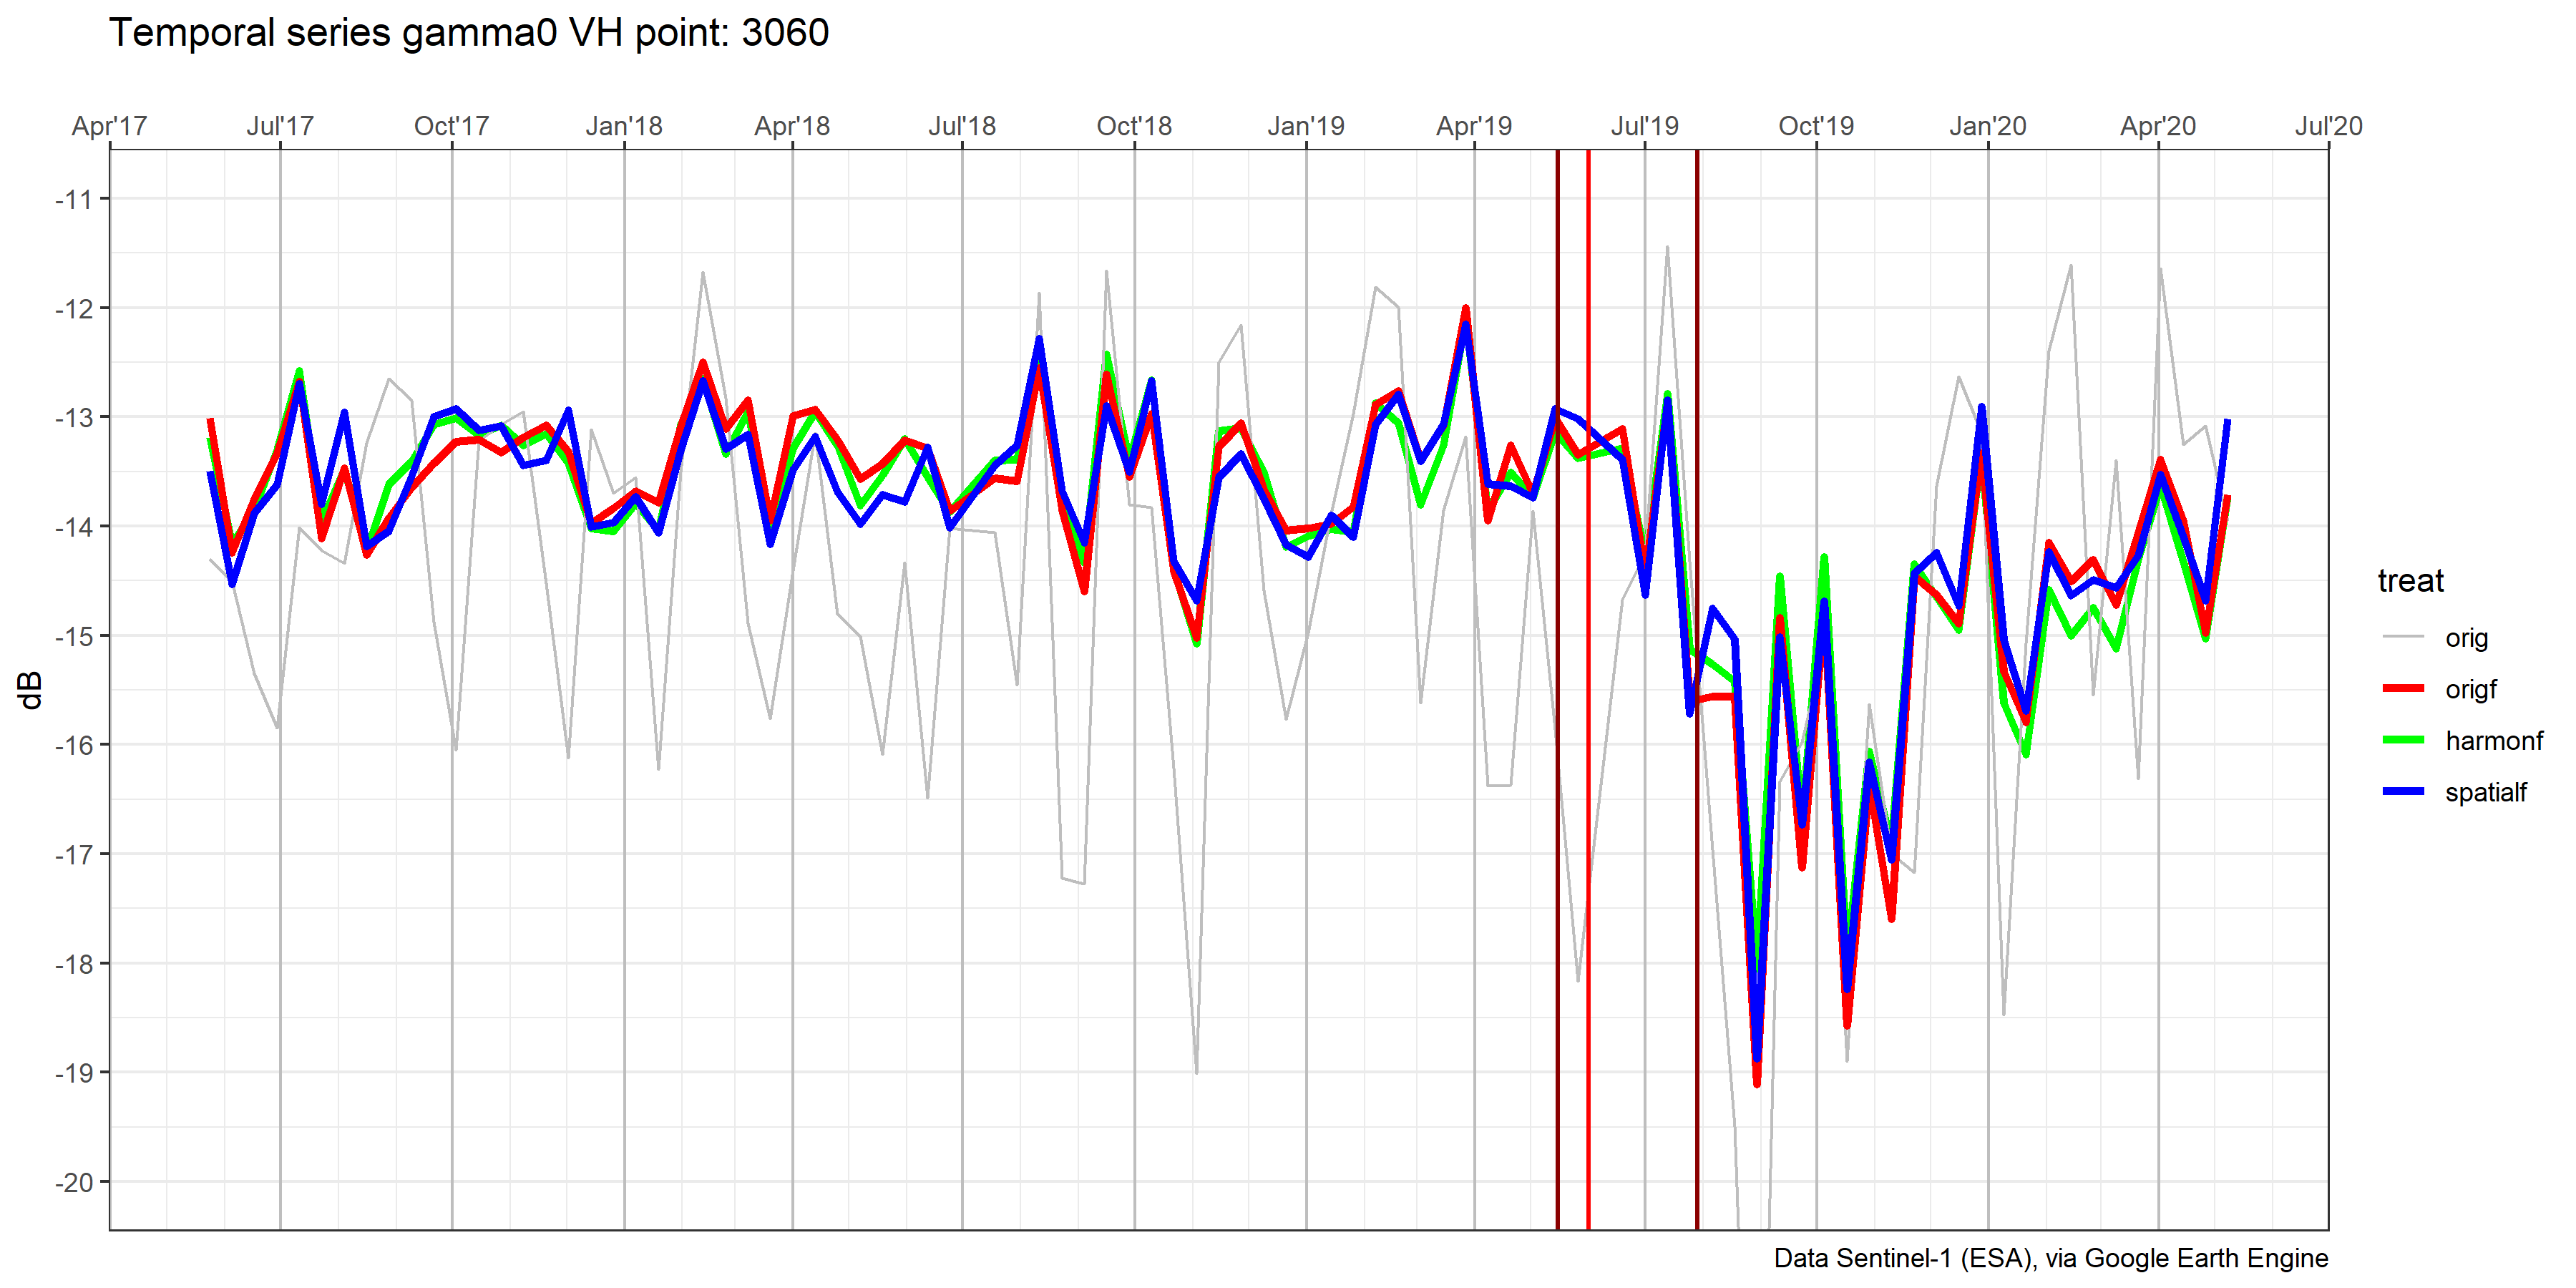 Temporal series gamma0 VH point: 3060
Apr'17 Jul'17 Oct'17 Jan'18 Apr'18 Jul'18 Oct'18 Jan'19 Apr'19 Jul'19 Oct'19 Jan'20 Apr'20 Jul'20
-11
-12
-13
-14
-15
-16
-17
-18
-19
-20
dB
treat
orig
origf
harmonf
spatialf
Data Sentinel-1 (ESA), via Google Earth Engine